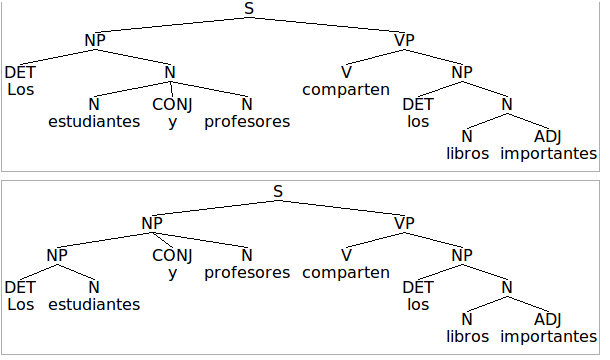 S
NP VP
DET N V NP
Los comparten
N CONJ N DET N
estudiantes y profesores los
N ADJ
libros importantes
S
NP VP
NP CONJ N V NP
y profesores comparten
DET N DET N
Los estudiantes los
N ADJ
libros importantes